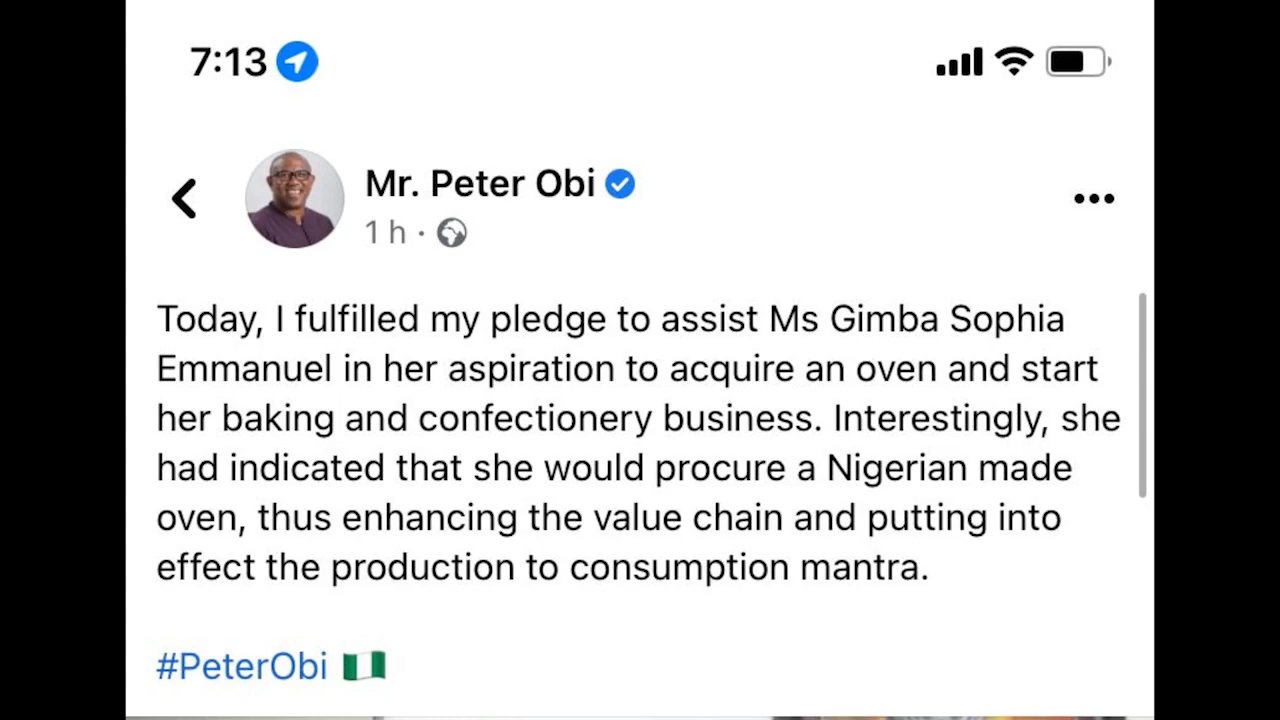 7:13
Mr. Peter Obi
1 h ·
Today, I fulfilled my pledge to assist Ms Gimba Sophia
Emmanuel in her aspiration to acquire an oven and start
her baking and confectionery business. Interestingly, she
had indicated that she would procure a Nigerian made
oven, thus enhancing the value chain and putting into
effect the production to consumption mantra.
#PeterObi 🇳🇬